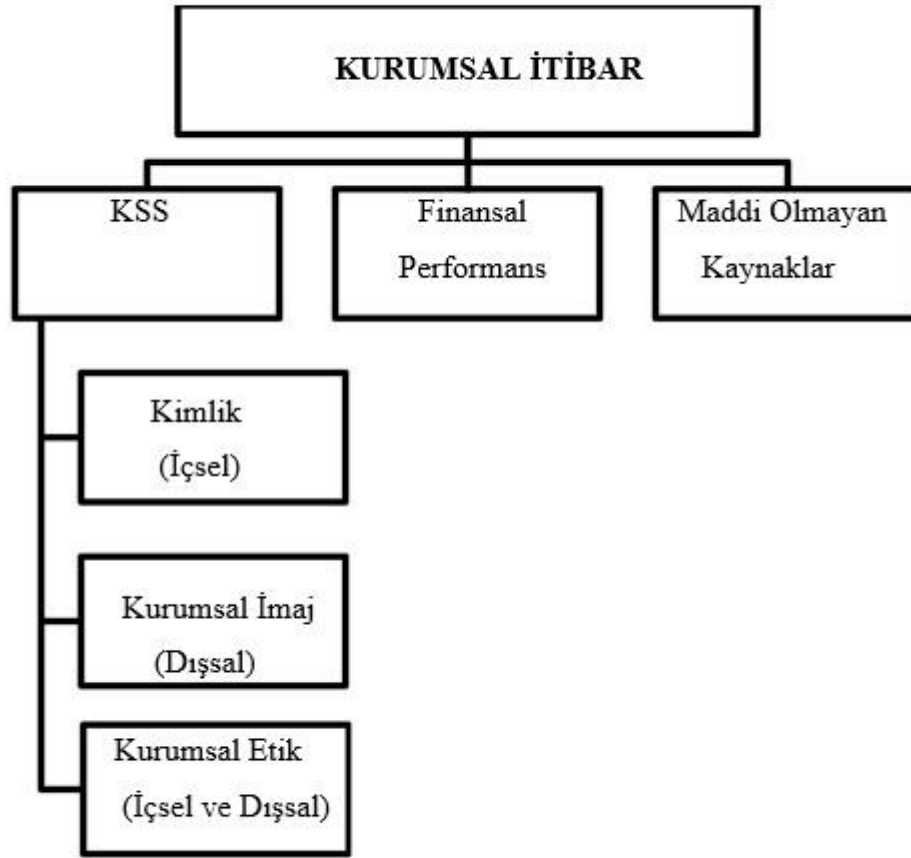 KURUMSAL İTİBAR
KSS
Finansal
Performans
Maddi Olmayan
Kaynaklar
Kimlik
(İçsel)
Kurumsal İmaj
(Dışsal)
Kurumsal Etik
(İçsel ve Dışsal)